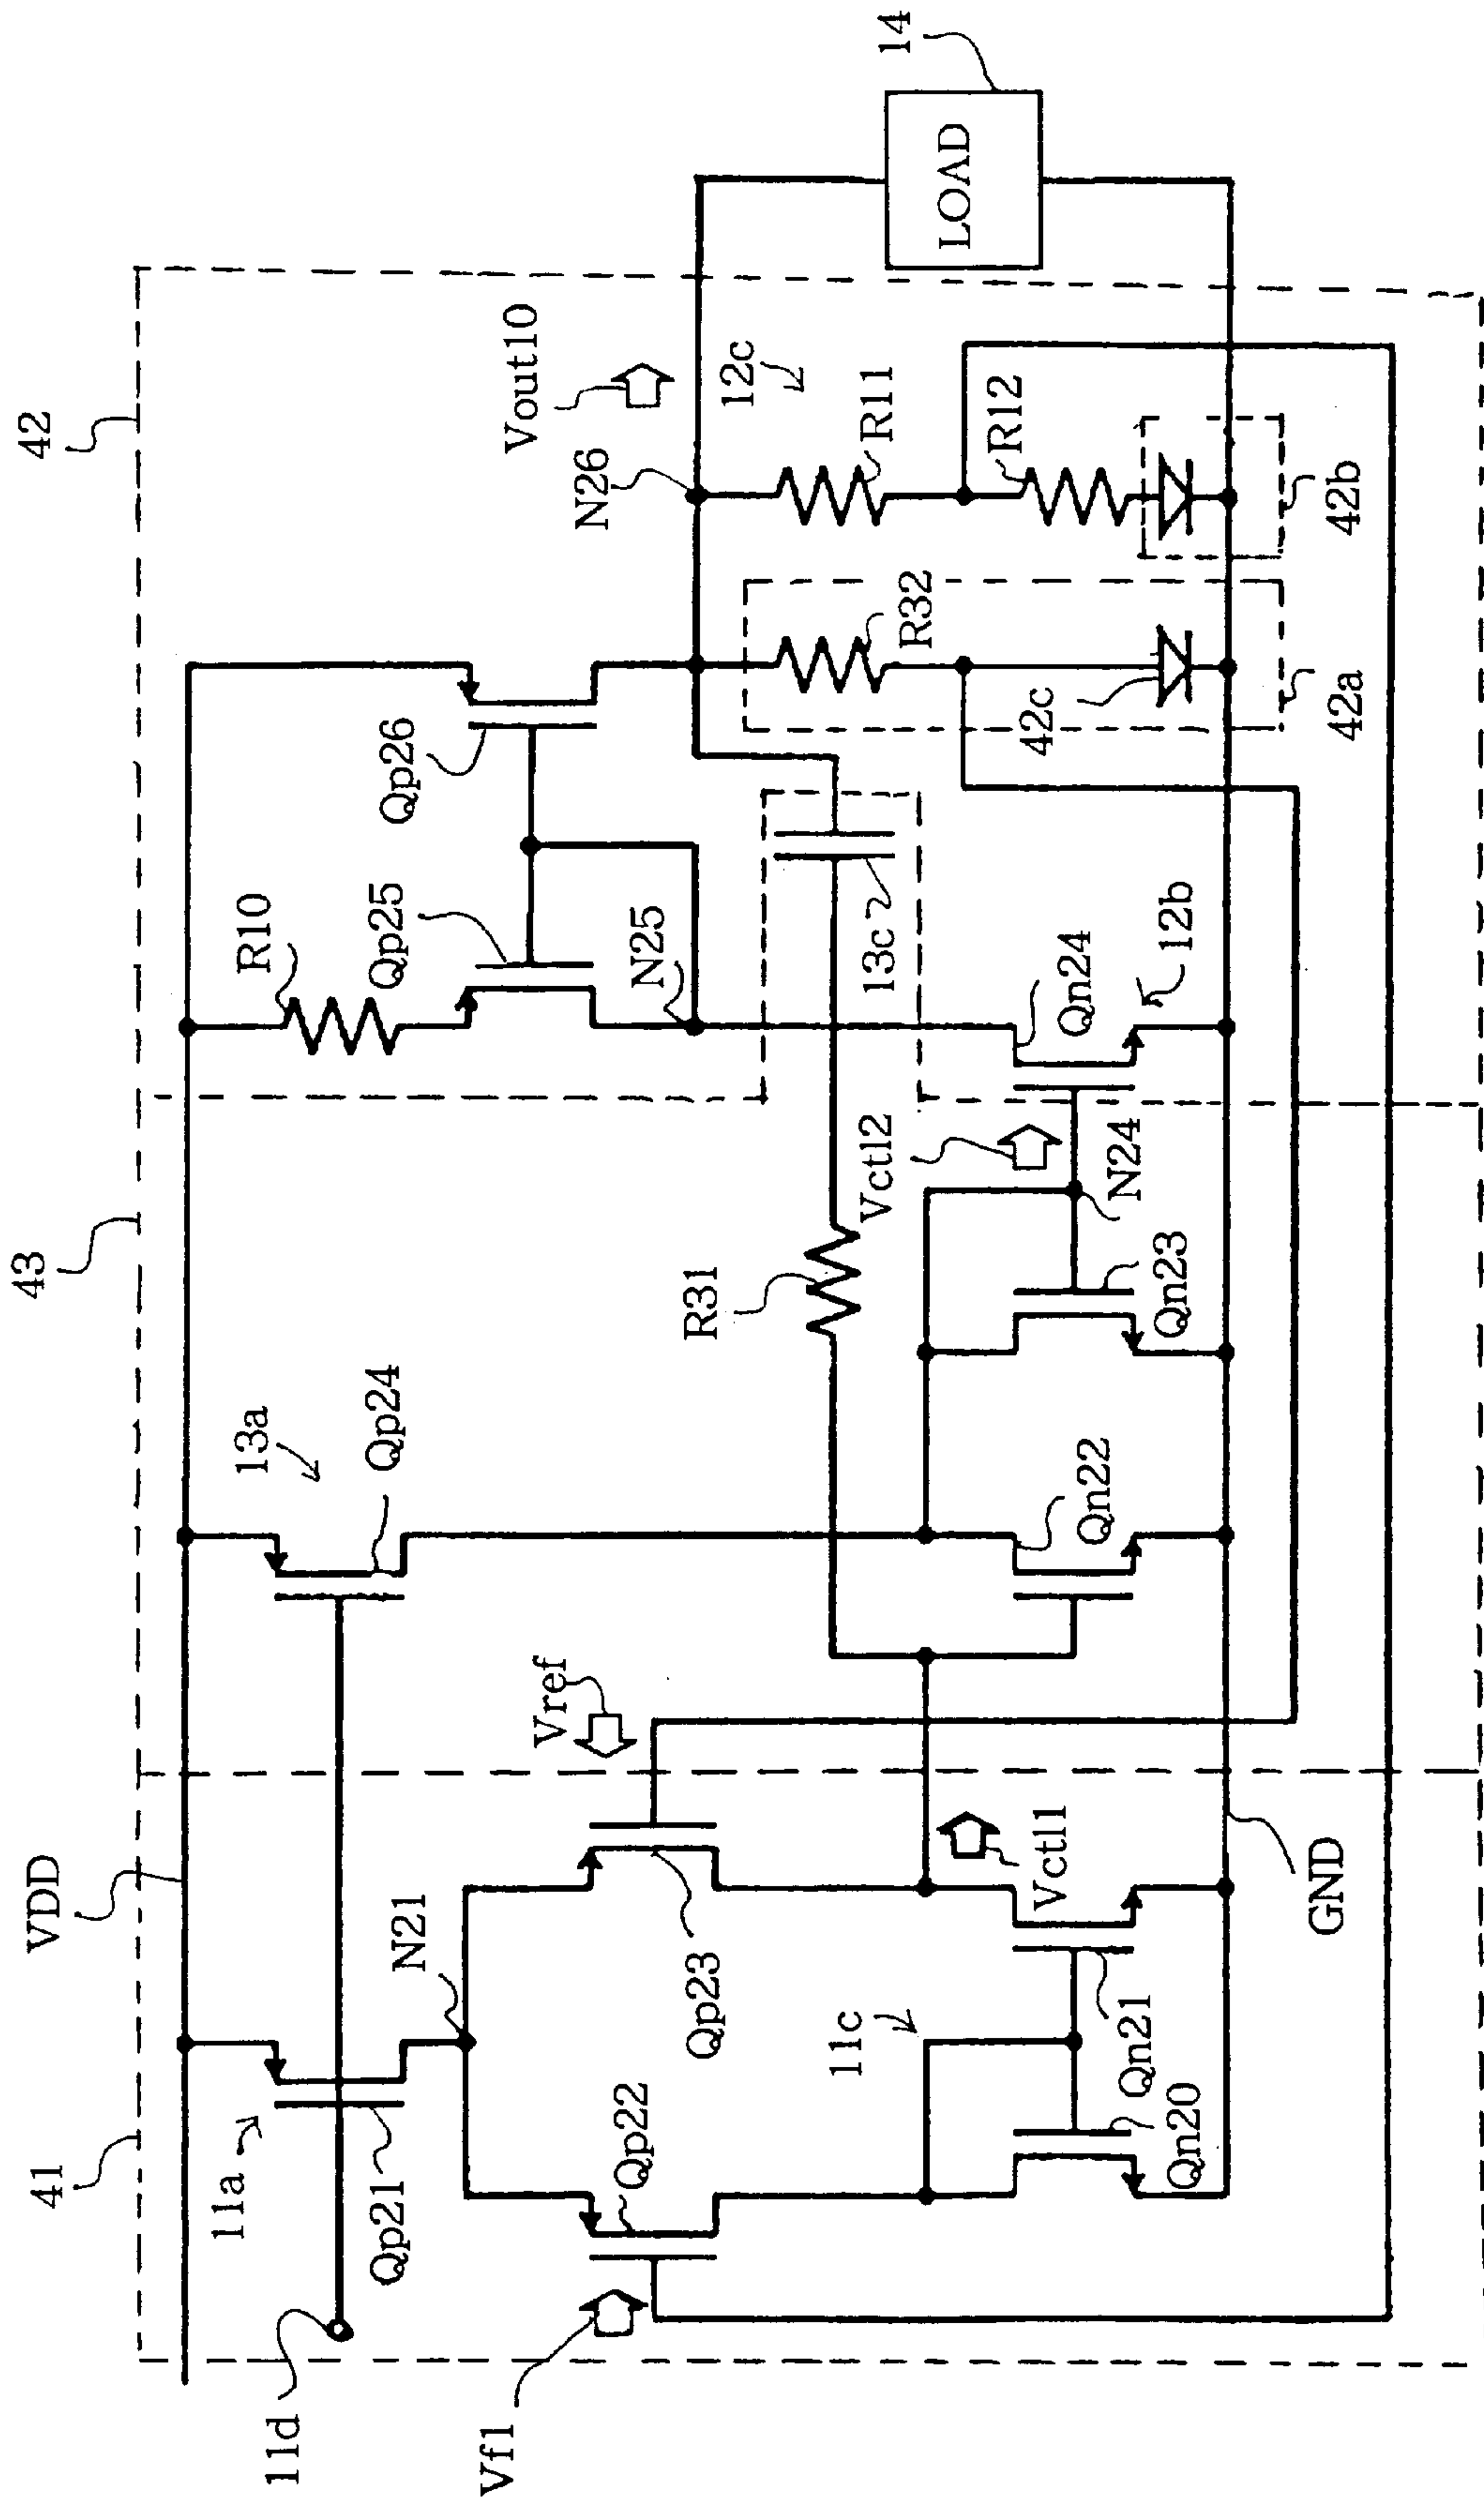 41
43
42
VDD
11a
13a
R10
11d
Qp21
Qp24
Qp25
Qp26
N21
Vf1
Vref
N26
Vout10
Qp22
Qp23
R31
N25
12c
14
11c
Vctl2
13c
R32
R11
LOAD
Vctl1
Qn22
Qn24
42c
R12
Qn21
N24
Qn20
Qn23
12b
GND
42a
42b